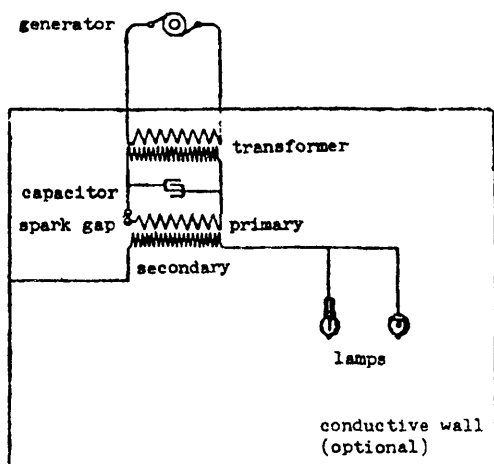 generator
transformer
capacitor
spark gap
primary
secondary
lamps
conductive wall
(optional)